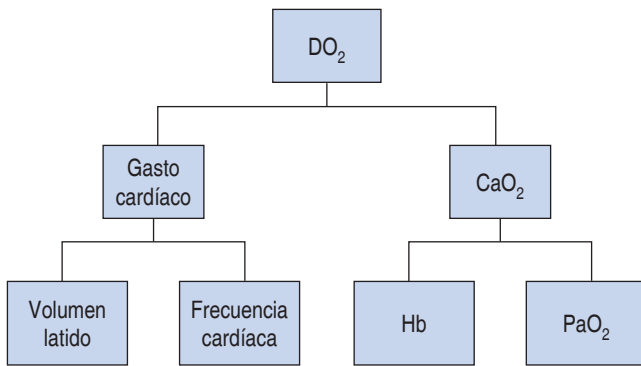 DO₂
Gasto
cardíaco
CaO₂
Volumen
latido
Frecuencia
cardíaca
Hb
PaO₂